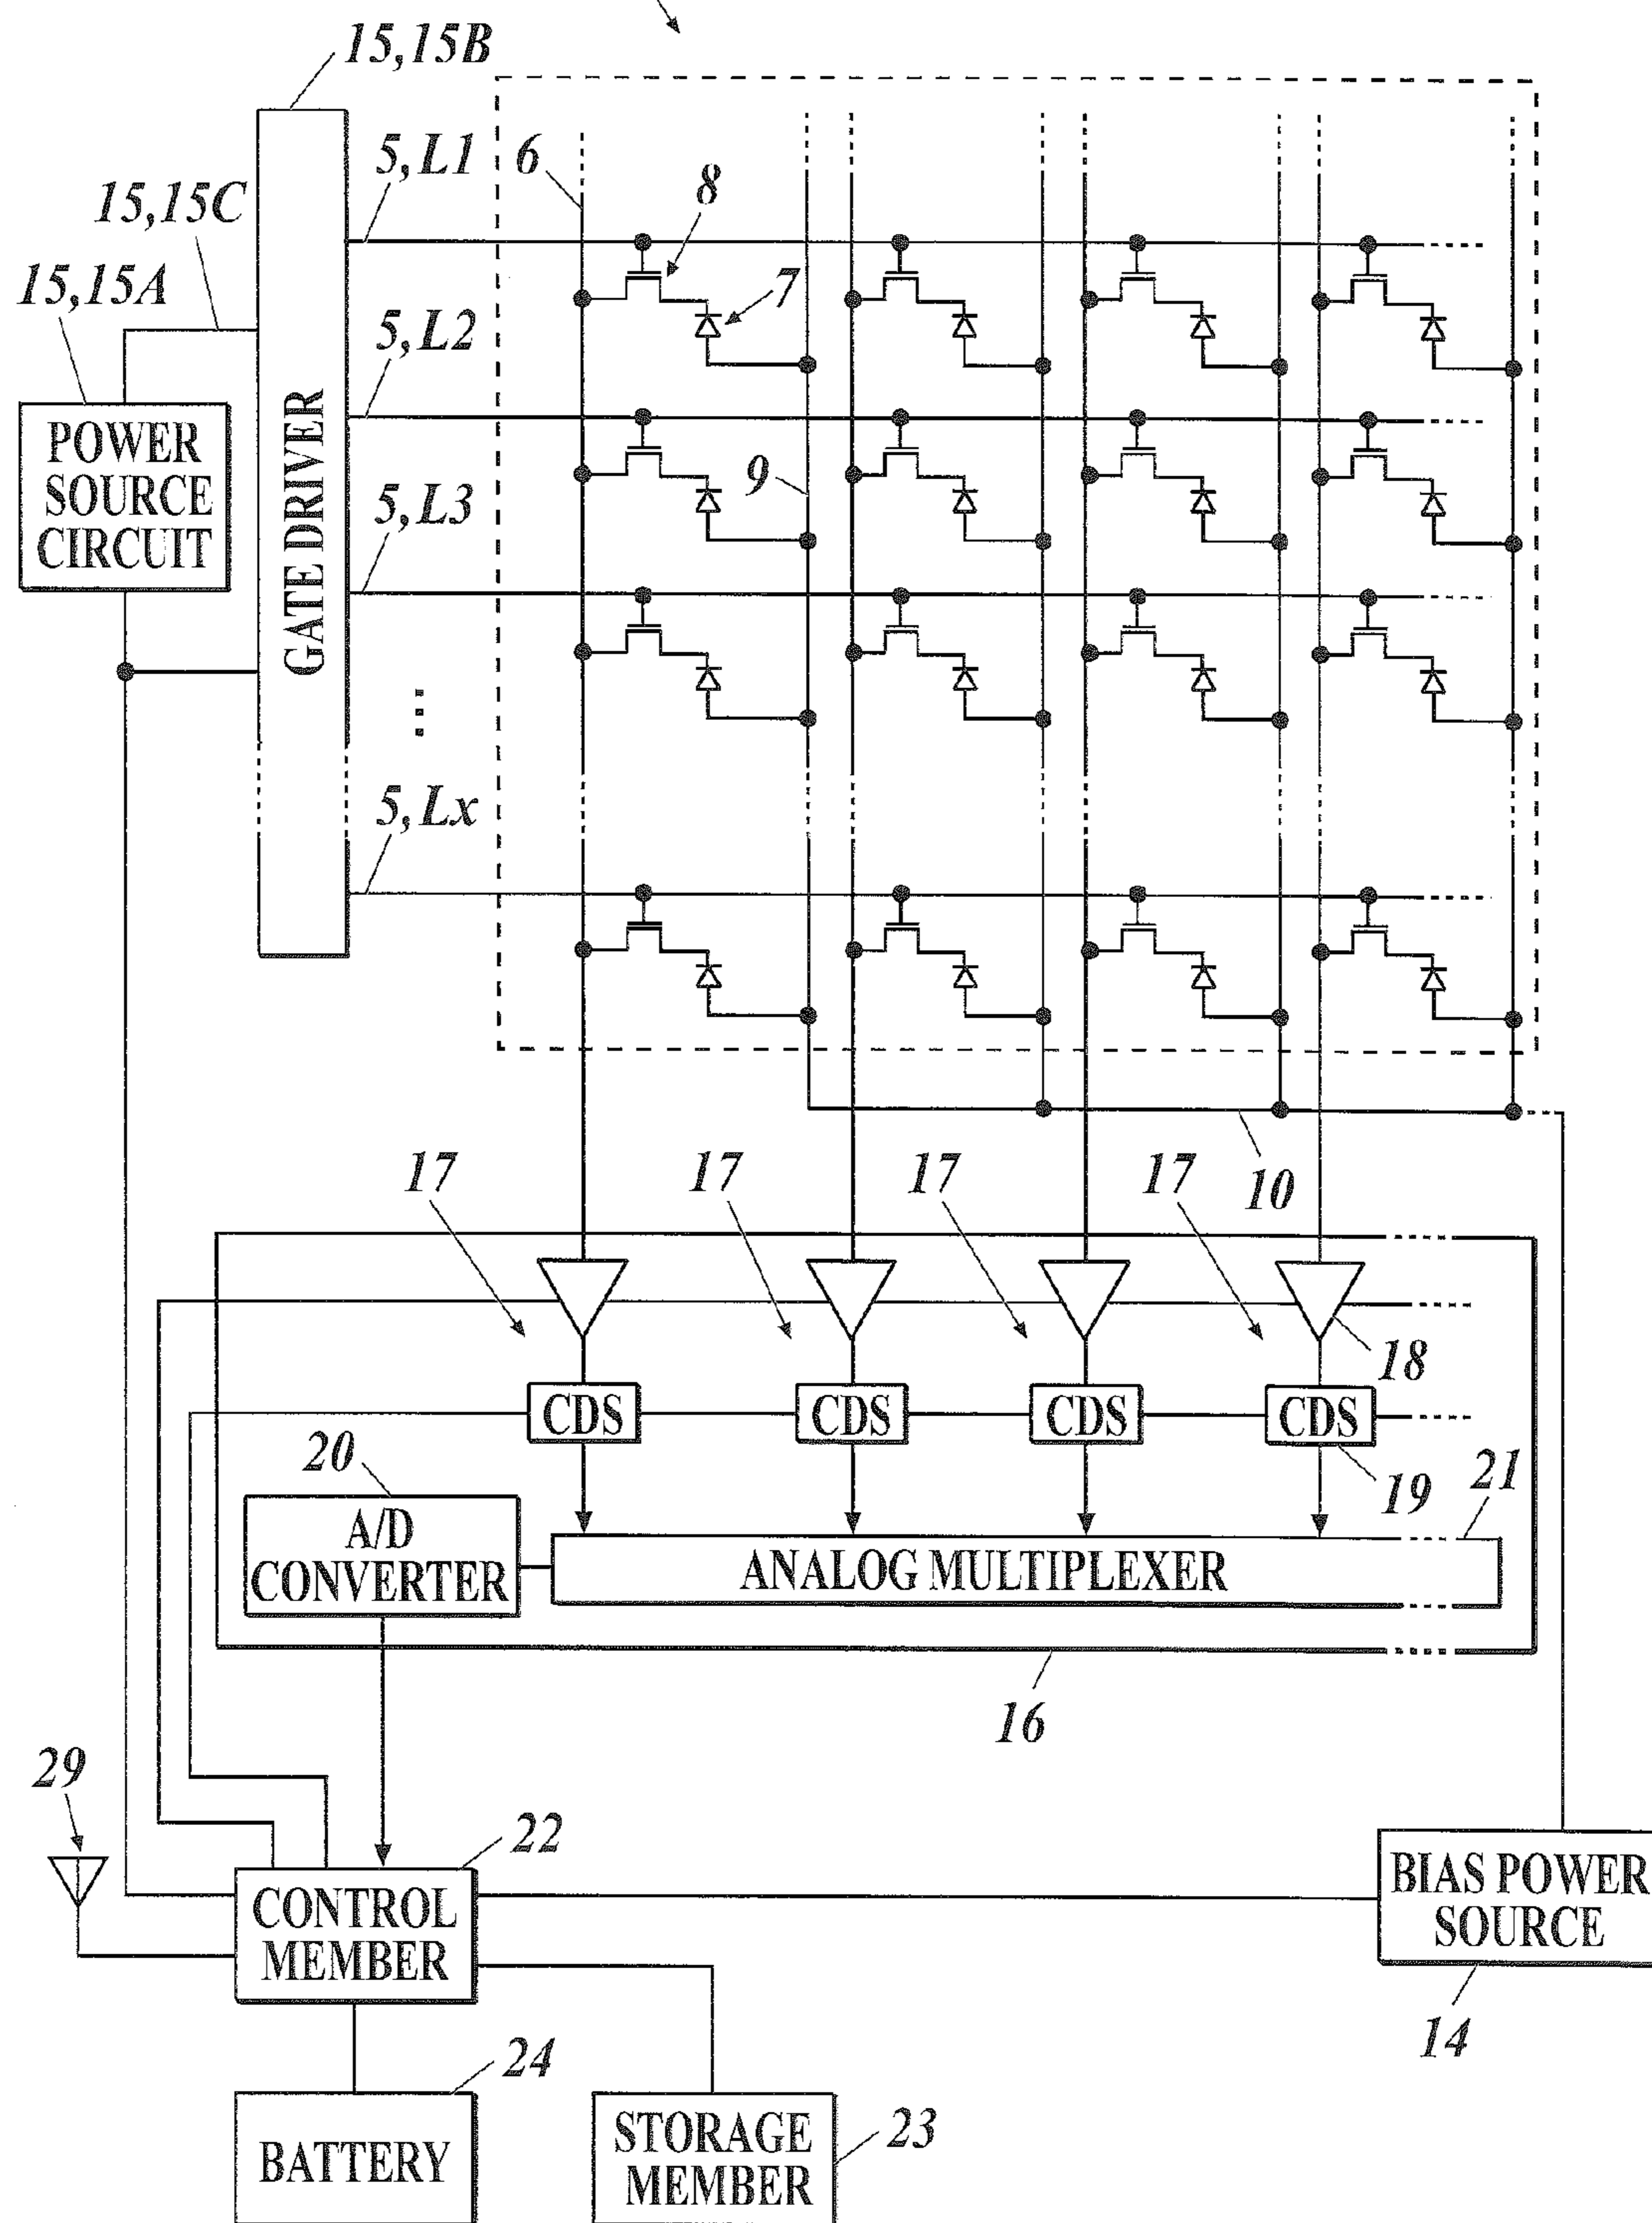 15,15B
5,L1
6
8
15,15C
15,15A
7
5,L2
POWER
SOURCE
CIRCUIT
GATE DRIVER
9
5,L3
5,Lx
17
17
17
17
10
18
CDS
CDS
CDS
CDS
20
19
21
A/D
CONVERTER
ANALOG MULTIPLEXER
16
29
22
CONTROL
MEMBER
BIAS POWER
SOURCE
14
24
BATTERY
STORAGE
MEMBER
23